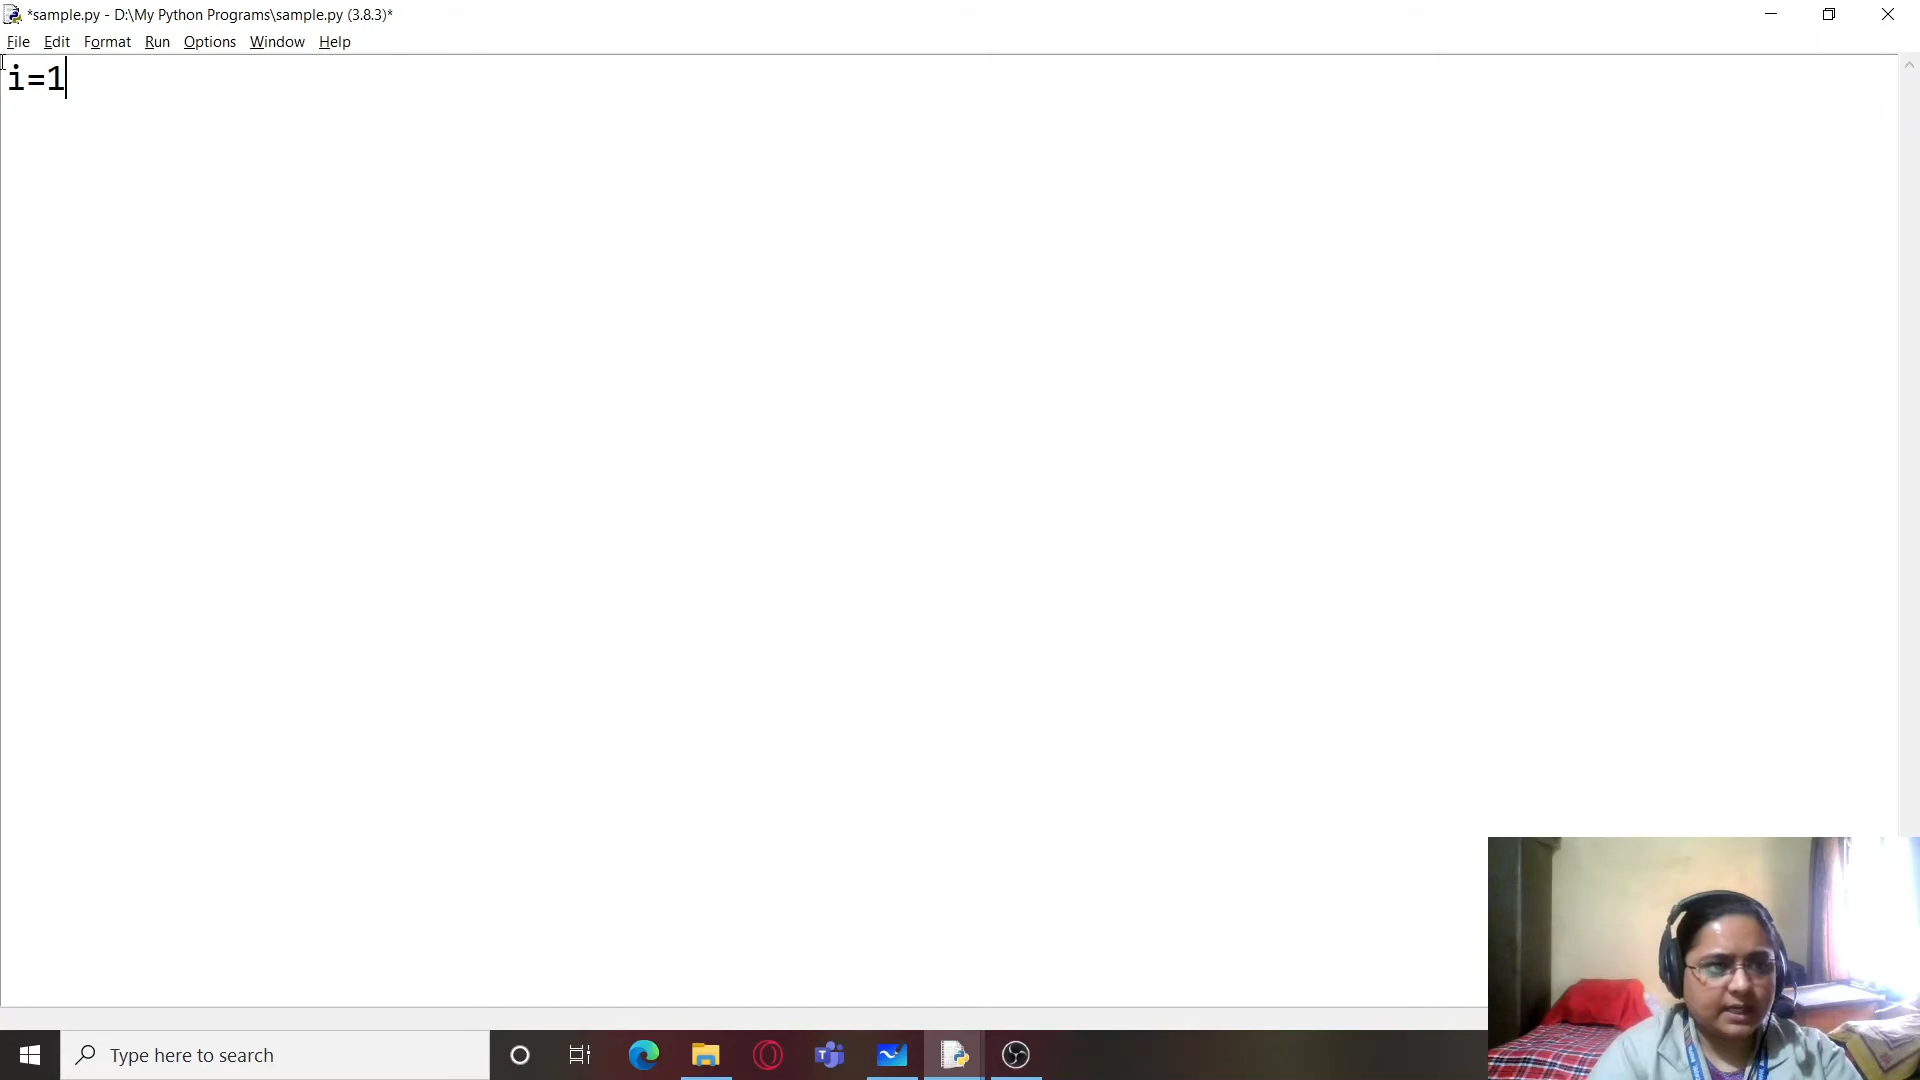 *sample.py - D:\My Python Programs\sample.py (3.8.3)*
File Edit Format Run Options Window Help
i=1
Type here to search